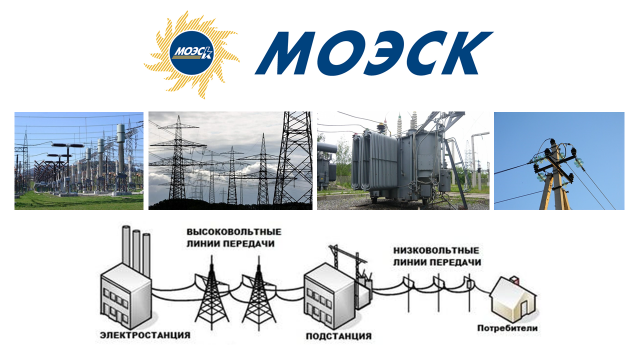 МОЭСК
МОЭСК
ВЫСОКОВОЛЬТНЫЕ
ЛИНИИ ПЕРЕДАЧИ
НИЗКОВОЛЬТНЫЕ
ЛИНИИ ПЕРЕДАЧИ
ЭЛЕКТРОСТАНЦИЯ
ПОДСТАНЦИЯ
Потребители